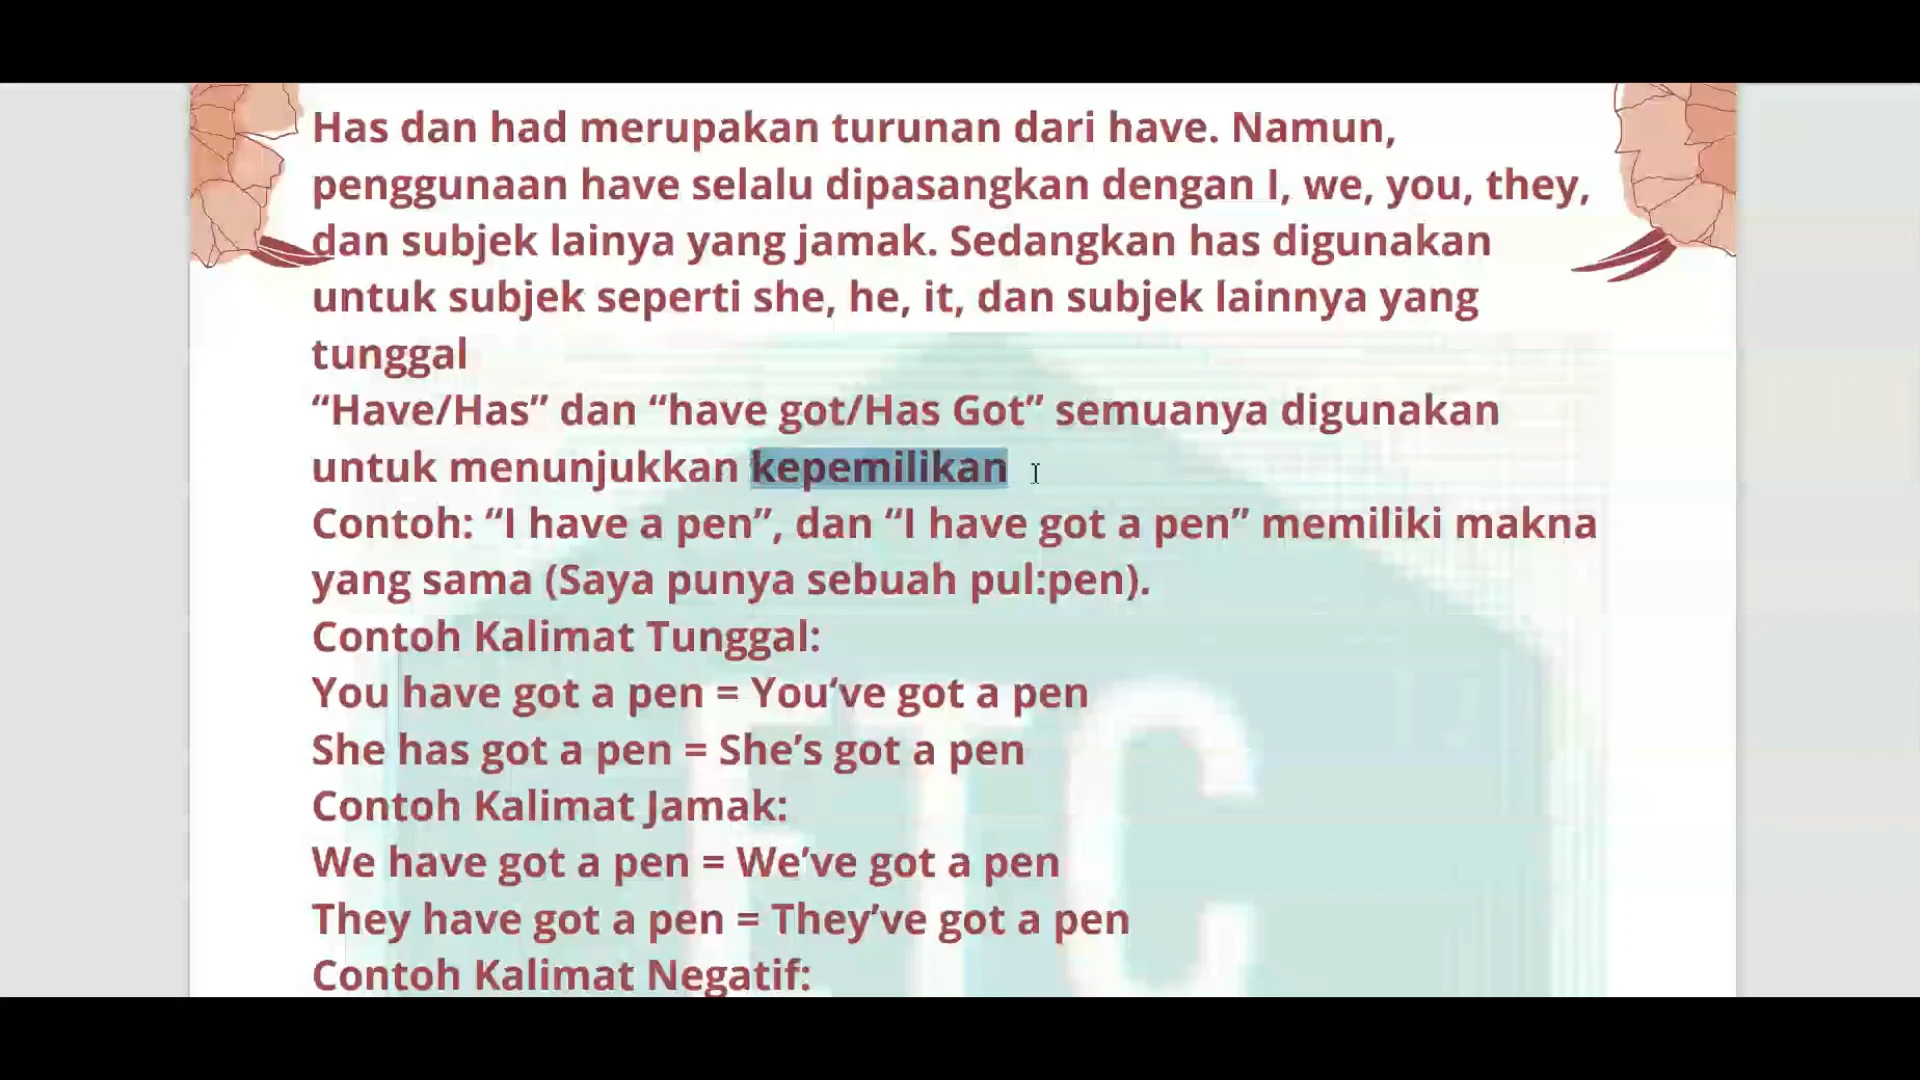 Has dan had merupakan turunan dari have. Namun,
penggunaan have selalu dipasangkan dengan I, we, you, they,
dan subjek lainya yang jamak. Sedangkan has digunakan
untuk subjek seperti she, he, it, dan subjek lainnya yang
tunggal
“Have/Has” dan “have got/Has Got” semuanya digunakan
untuk menunjukkan kepemilikan
Contoh: “I have a pen”, dan “I have got a pen” memiliki makna
yang sama (Saya punya sebuah pul:pen).
Contoh Kalimat Tunggal:
You have got a pen = You’ve got a pen
She has got a pen = She’s got a pen
Contoh Kalimat Jamak:
We have got a pen = We’ve got a pen
They have got a pen = They’ve got a pen
Contoh Kalimat Negatif:
ETC